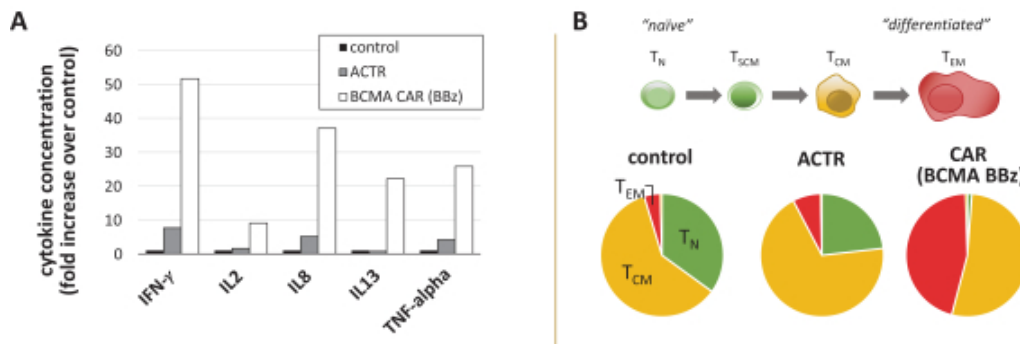 A
cytokine concentration
(fold increase over control)
60
50
40
30
20
10
0
control
ACTR
BCMA CAR (BBz)
IFN-γ
IL2
IL8
IL13
TNF-alpha
B
"naïve"
"differentiated"
TN
TSCM
TCM
TEM
control
ACTR
CAR
(BCMA BBz)
TEM
TN
TCM